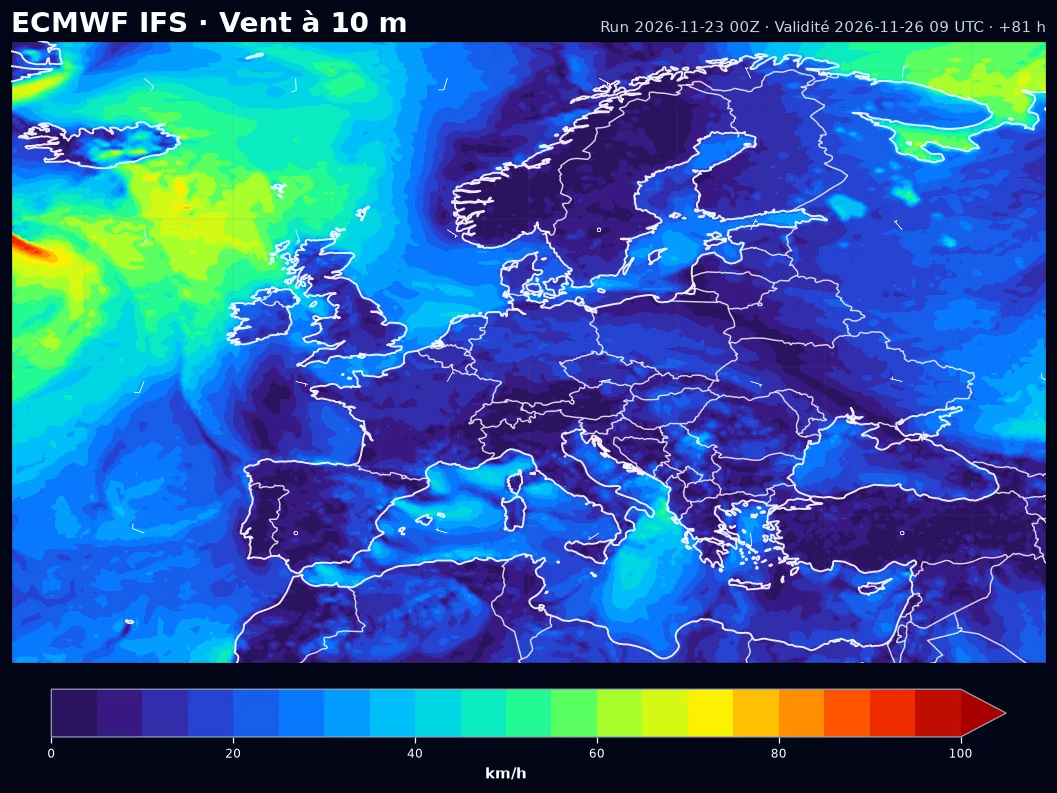 ECMWF IFS · Vent à 10 m
Run 2026-11-23 00Z · Validité 2026-11-26 09 UTC · +81 h
0 20 40 60 80 100
km/h